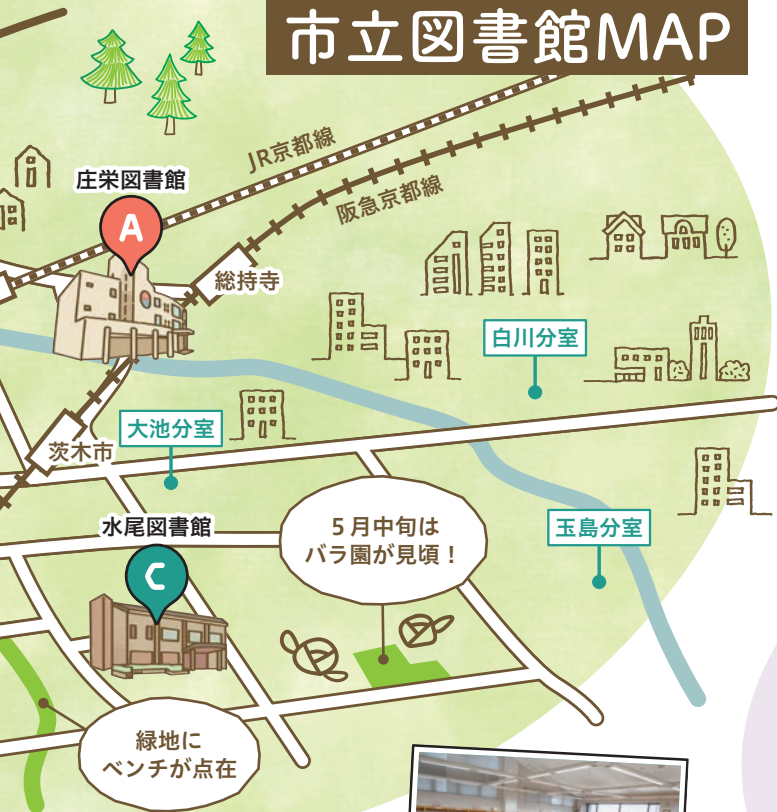 市立図書館MAP
JR京都線
阪急京都線
庄栄図書館
A
総持寺
白川分室
大池分室
茨木市
水尾図書館
C
5月中旬は
バラ園が見頃！
玉島分室
緑地に
ベンチが点在